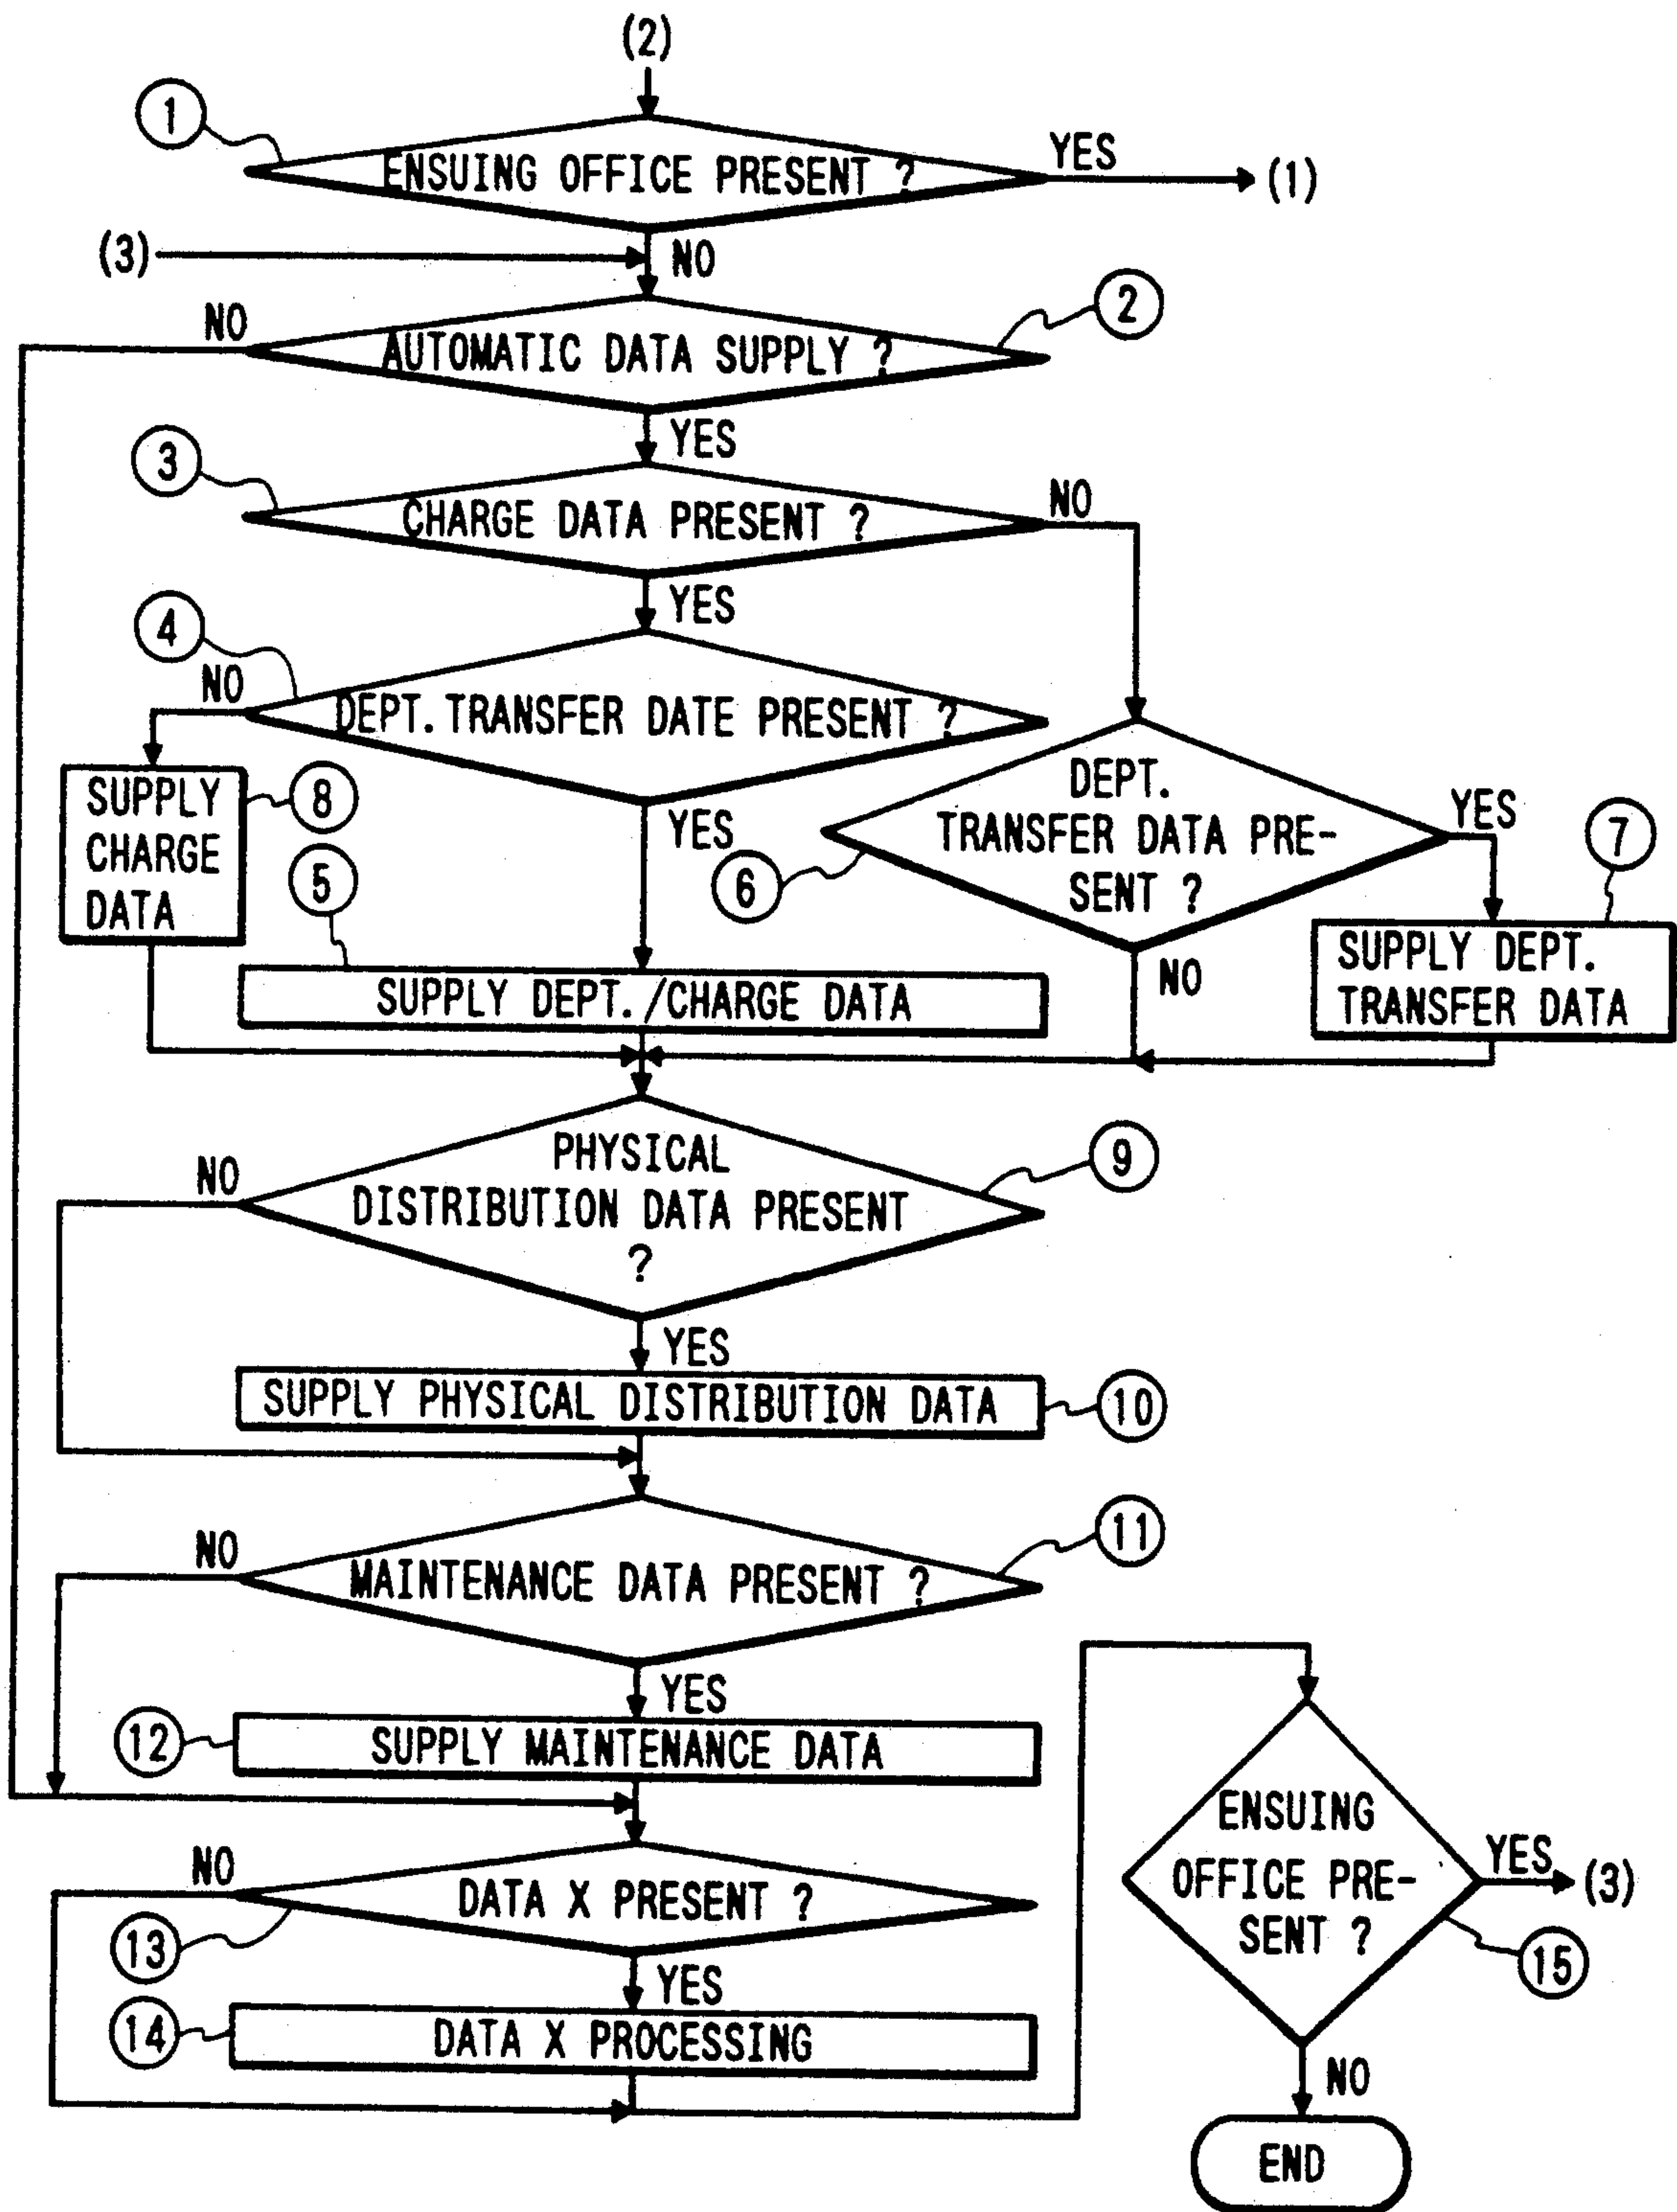 (2)
1
ENSUING OFFICE PRESENT ?
YES
(1)
(3)
NO
2
NO
AUTOMATIC DATA SUPPLY ?
YES
3
CHARGE DATA PRESENT ?
NO
YES
4
NO
DEPT. TRANSFER DATE PRESENT ?
YES
SUPPLY
CHARGE
DATA
8
5
SUPPLY DEPT./CHARGE DATA
DEPT.
TRANSFER DATA PRE-
SENT ?
6
YES
7
NO
SUPPLY DEPT.
TRANSFER DATA
PHYSICAL
DISTRIBUTION DATA PRESENT
?
9
NO
YES
SUPPLY PHYSICAL DISTRIBUTION DATA
10
11
NO
MAINTENANCE DATA PRESENT ?
YES
12
SUPPLY MAINTENANCE DATA
NO
DATA X PRESENT ?
13
YES
14
DATA X PROCESSING
ENSUING
OFFICE PRE-
SENT ?
YES
(3)
15
NO
END